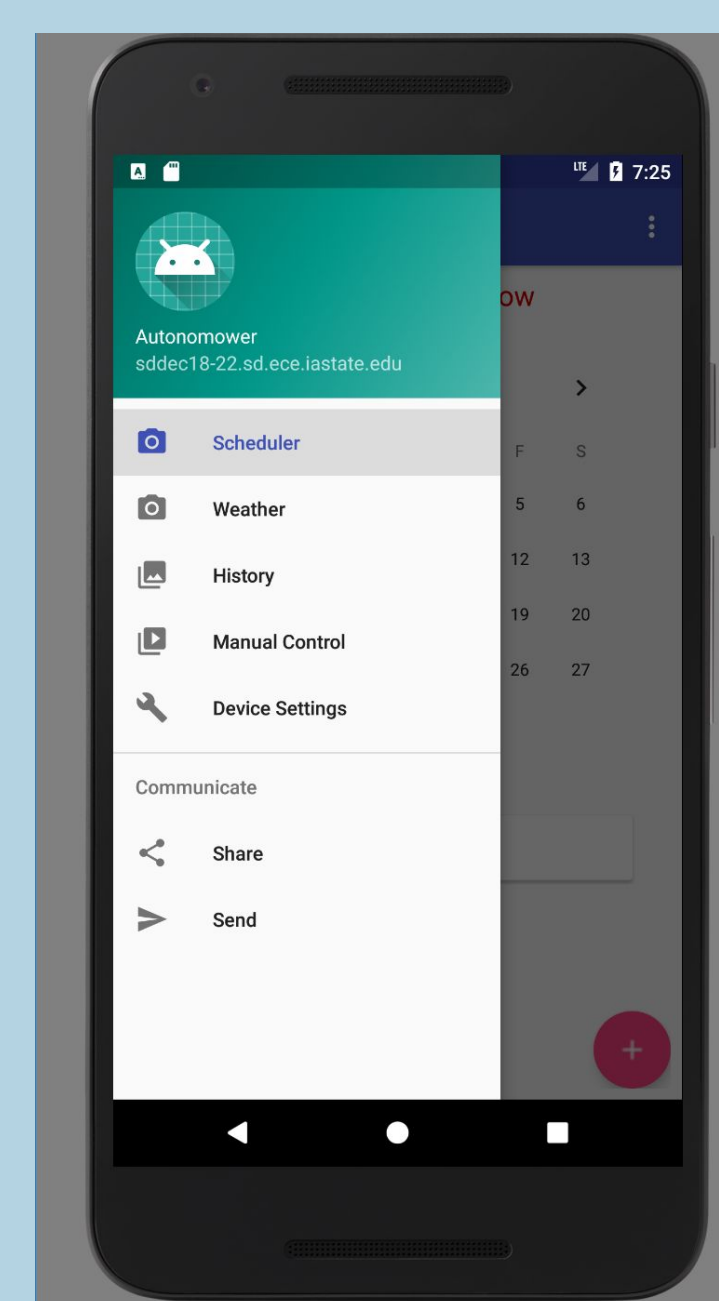 LTE 7:25
Autonomower
sddec18-22.sd.ece.iastate.edu
Scheduler
Weather
History
Manual Control
Device Settings
Communicate
Share
Send
F S
5 6
12 13
19 20
26 27